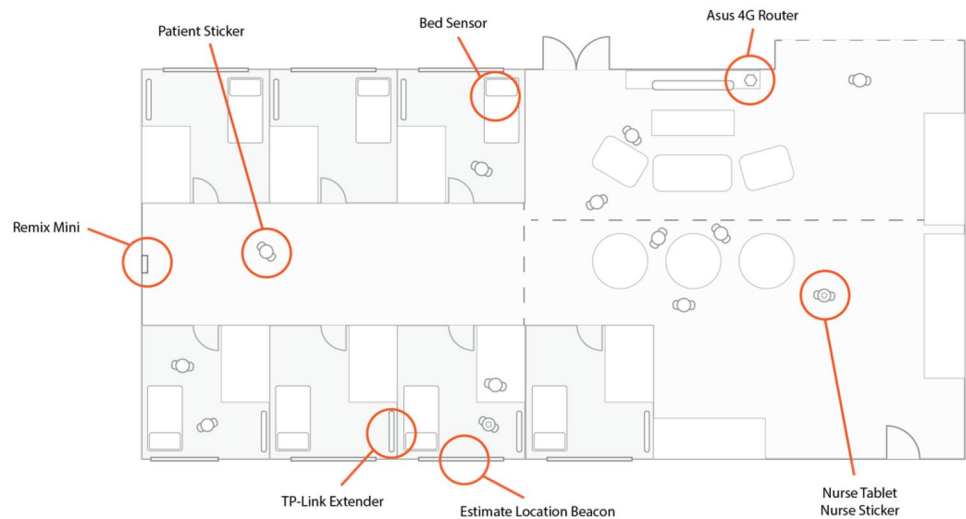 Patient Sticker
Bed Sensor
Asus 4G Router
Remix Mini
TP-Link Extender
Estimate Location Beacon
Nurse Tablet
Nurse Sticker